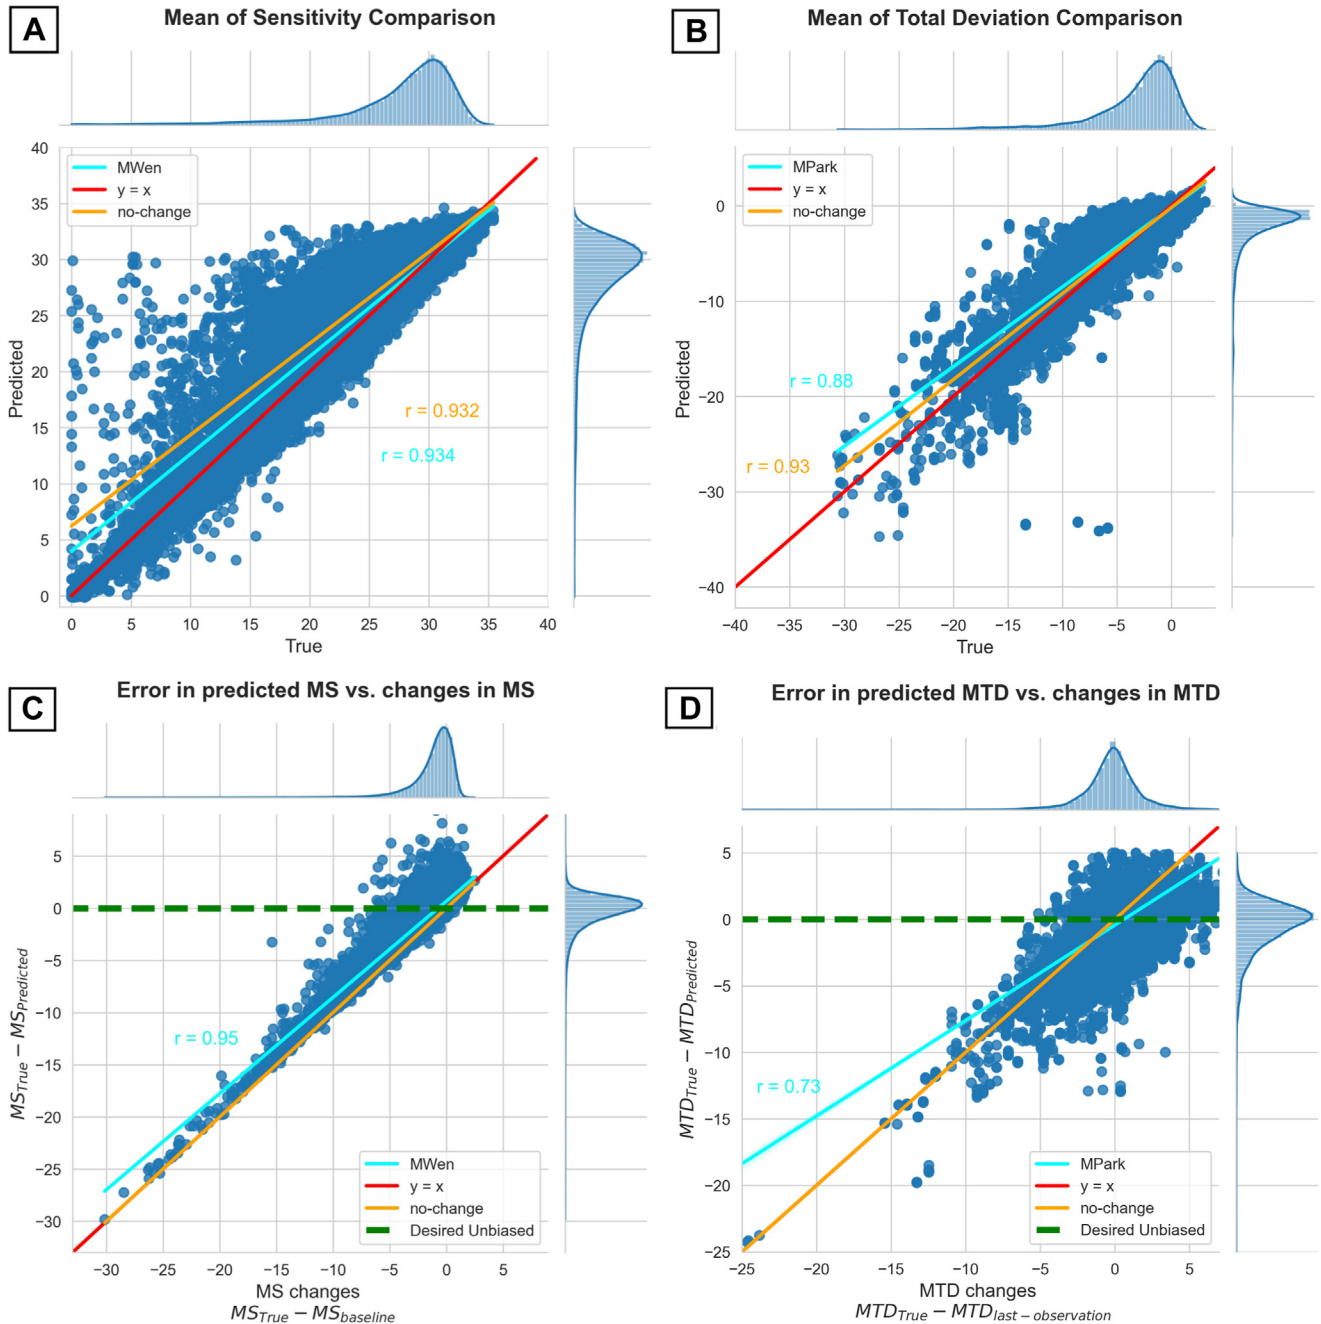 A
Mean of Sensitivity Comparison
40
35
30
25
20
15
10
5
0
Predicted
MWen
y = x
no-change
r = 0.932
r = 0.934
0 5 10 15 20 25 30 35 40
True
B
Mean of Total Deviation Comparison
0
−10
−20
−30
−40
Predicted
MPark
y = x
no-change
r = 0.88
r = 0.93
−40 −35 −30 −25 −20 −15 −10 −5 0
True
C
Error in predicted MS vs. changes in MS
5
0
−5
−10
−15
−20
−25
−30
MS_True − MS_Predicted
r = 0.95
MWen
y = x
no-change
Desired Unbiased
−30 −25 −20 −15 −10 −5 0 5
MS changes
MS_True − MS_baseline
D
Error in predicted MTD vs. changes in MTD
5
0
−5
−10
−15
−20
−25
MTD_True − MTD_Predicted
r = 0.73
MPark
y = x
no-change
Desired Unbiased
−25 −20 −15 −10 −5 0 5
MTD changes
MTD_True − MTD_last−observation